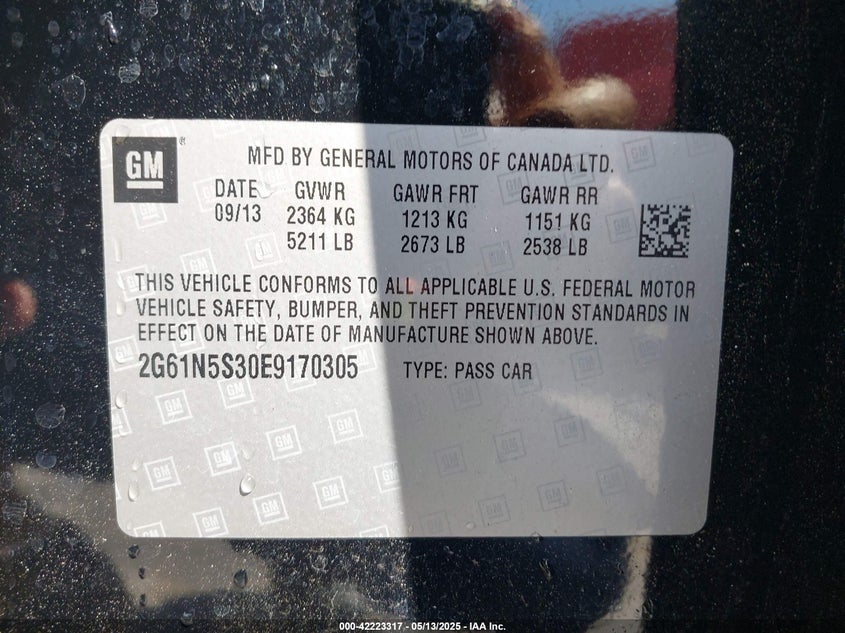 GM
MFD BY GENERAL MOTORS OF CANADA LTD.
DATE GVWR GAWR FRT GAWR RR
09/13 2364 KG 1213 KG 1151 KG
5211 LB 2673 LB 2538 LB
THIS VEHICLE CONFORMS TO ALL APPLICABLE U.S. FEDERAL MOTOR
VEHICLE SAFETY, BUMPER, AND THEFT PREVENTION STANDARDS IN
EFFECT ON THE DATE OF MANUFACTURE SHOWN ABOVE.
2G61N5S30E9170305 TYPE: PASS CAR
000-42223317 - 05/13/2025 - IAA Inc.